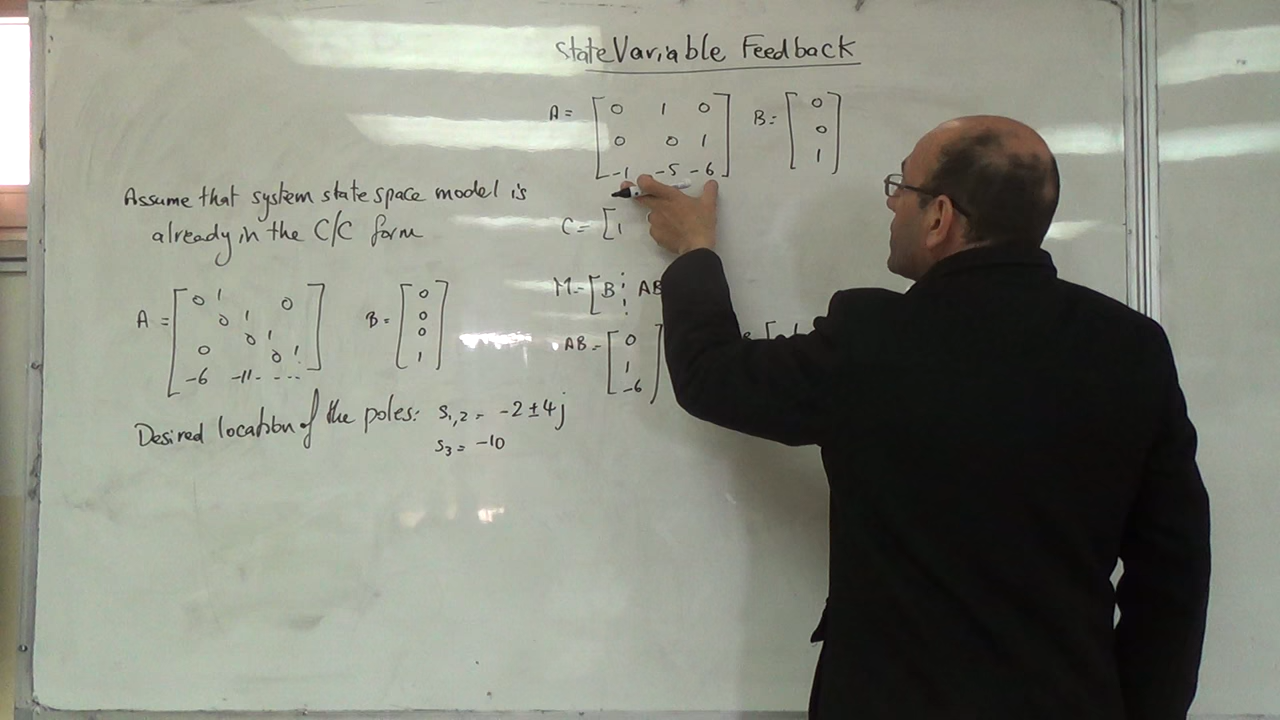 State Variable Feedback
A = [ 0 1 0
0 0 1
-1 -5 -6 ]
B = [ 0
0
1 ]
C = [ 1
M = [ B ⋮ AB
AB = [ 0
1
-6 ]
Assume that system state space model is
already in the C/C form
A = [ 0 1 0
0 1
0 1
0 0 1
-6 -11 - --- ]
B = [ 0
0
0
1 ]
Desired location of the poles: s1,2 = -2 ± 4j
s3 = -10